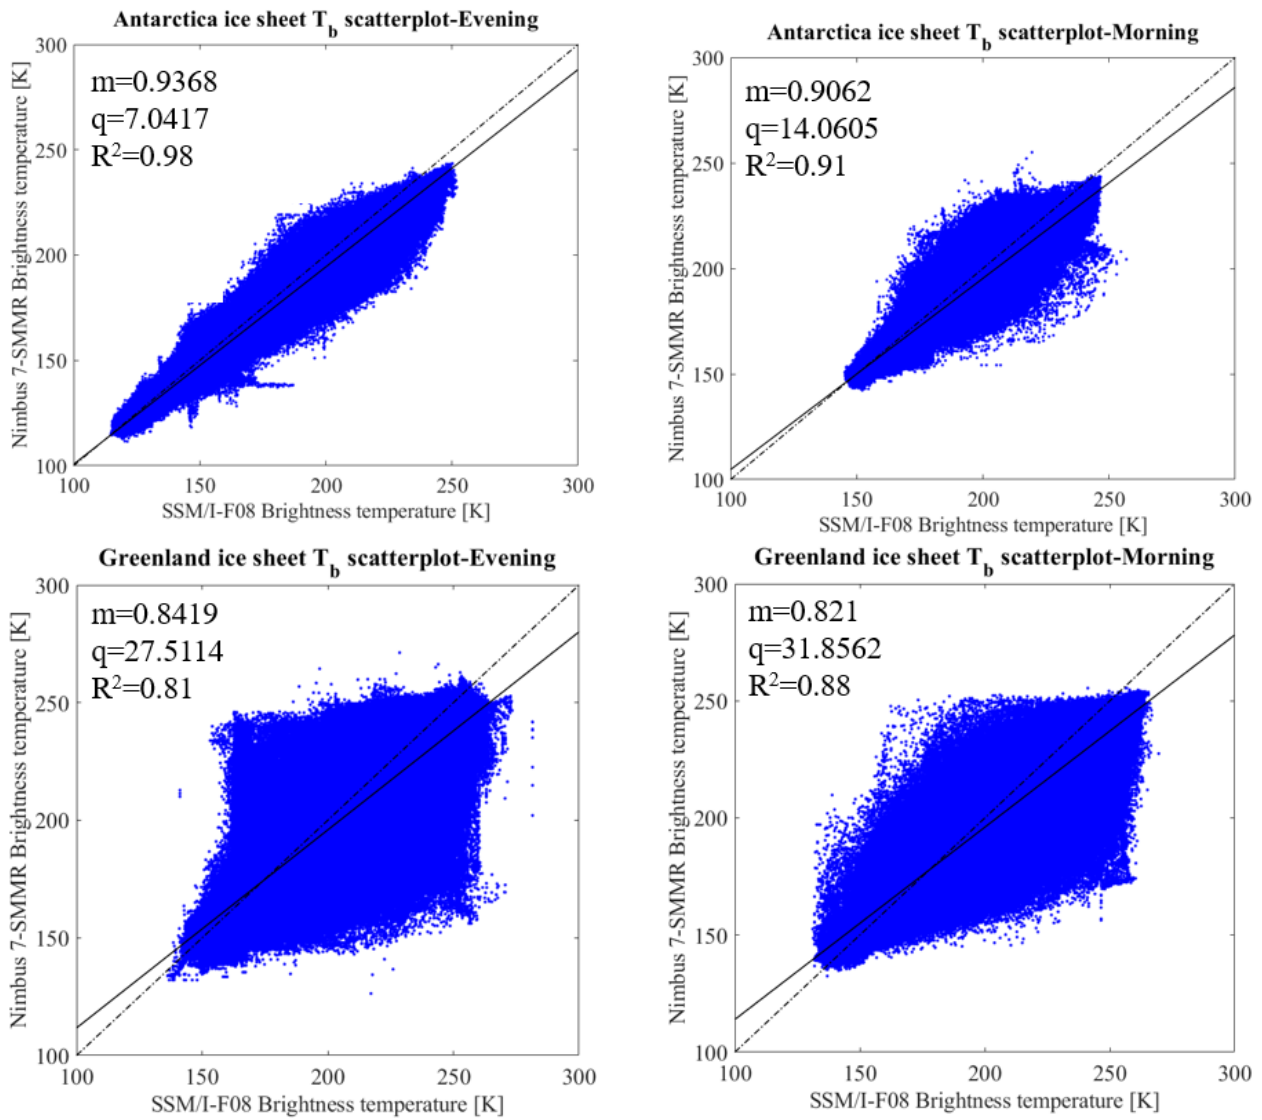 Antarctica ice sheet Tb scatterplot-Evening
m=0.9368
q=7.0417
R²=0.98
Nimbus 7-SMMR Brightness temperature [K]
300
250
200
150
100
100 150 200 250 300
SSM/I-F08 Brightness temperature [K]
Antarctica ice sheet Tb scatterplot-Morning
m=0.9062
q=14.0605
R²=0.91
Nimbus 7-SMMR Brightness temperature [K]
300
250
200
150
100
100 150 200 250 300
SSM/I-F08 Brightness temperature [K]
Greenland ice sheet Tb scatterplot-Evening
m=0.8419
q=27.5114
R²=0.81
Nimbus 7-SMMR Brightness temperature [K]
300
250
200
150
100
100 150 200 250 300
SSM/I-F08 Brightness temperature [K]
Greenland ice sheet Tb scatterplot-Morning
m=0.821
q=31.8562
R²=0.88
Nimbus 7-SMMR Brightness temperature [K]
300
250
200
150
100
100 150 200 250 300
SSM/I-F08 Brightness temperature [K]